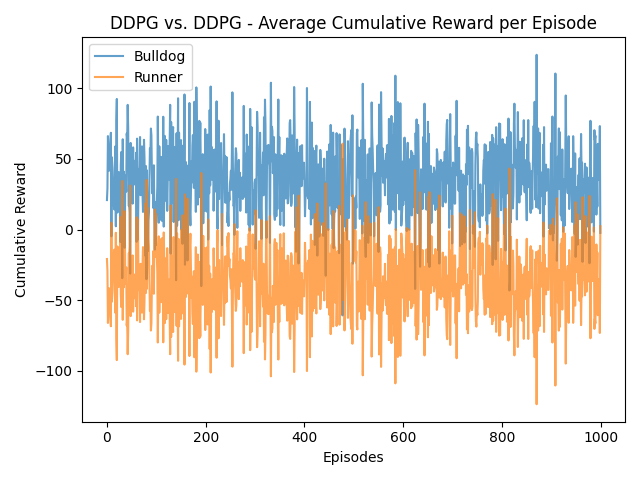 DDPG vs. DDPG - Average Cumulative Reward per Episode
Bulldog
Runner
Cumulative Reward
100
50
0
−50
−100
0
200
400
600
800
1000
Episodes